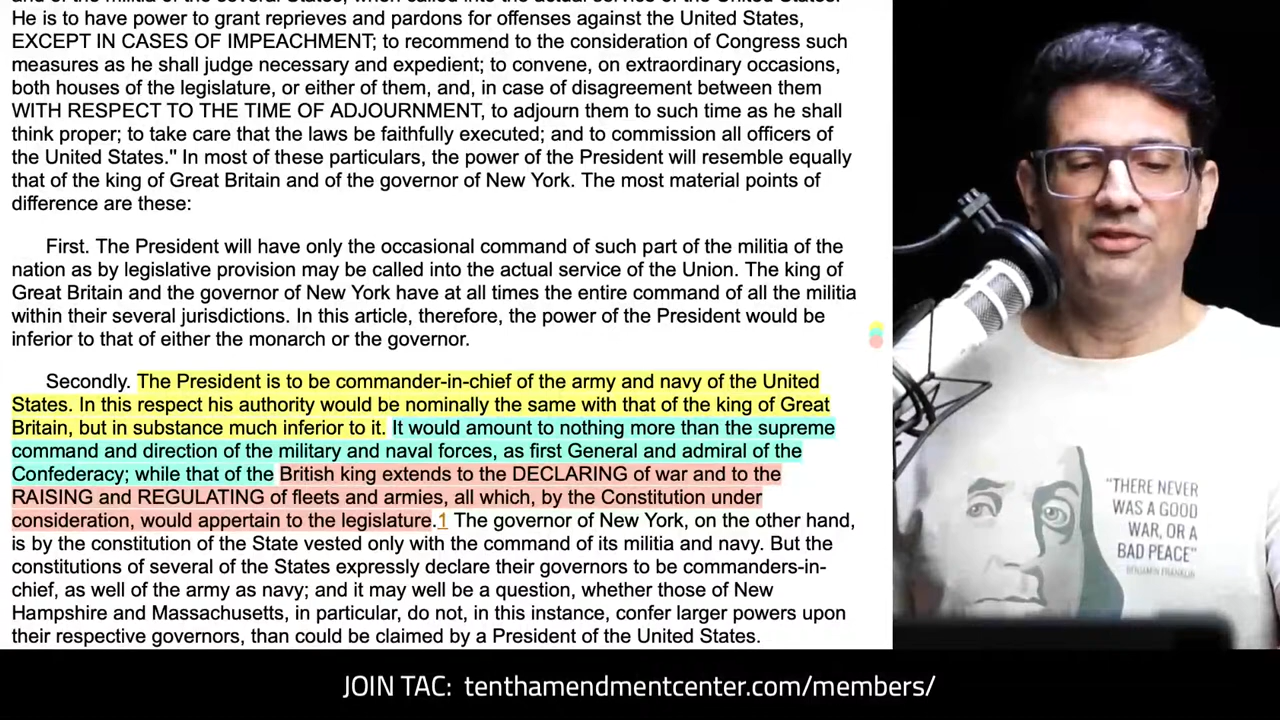 and of the militia of the several States, when called into the actual service of the United States.
He is to have power to grant reprieves and pardons for offenses against the United States,
EXCEPT IN CASES OF IMPEACHMENT; to recommend to the consideration of Congress such
measures as he shall judge necessary and expedient; to convene, on extraordinary occasions,
both houses of the legislature, or either of them, and, in case of disagreement between them
WITH RESPECT TO THE TIME OF ADJOURNMENT, to adjourn them to such time as he shall
think proper; to take care that the laws be faithfully executed; and to commission all officers of
the United States." In most of these particulars, the power of the President will resemble equally
that of the king of Great Britain and of the governor of New York. The most material points of
difference are these:
First. The President will have only the occasional command of such part of the militia of the
nation as by legislative provision may be called into the actual service of the Union. The king of
Great Britain and the governor of New York have at all times the entire command of all the militia
within their several jurisdictions. In this article, therefore, the power of the President would be
inferior to that of either the monarch or the governor.
Secondly. The President is to be commander-in-chief of the army and navy of the United
States. In this respect his authority would be nominally the same with that of the king of Great
Britain, but in substance much inferior to it. It would amount to nothing more than the supreme
command and direction of the military and naval forces, as first General and admiral of the
Confederacy; while that of the British king extends to the DECLARING of war and to the
RAISING and REGULATING of fleets and armies, all which, by the Constitution under
consideration, would appertain to the legislature.1 The governor of New York, on the other hand,
is by the constitution of the State vested only with the command of its militia and navy. But the
constitutions of several of the States expressly declare their governors to be commanders-in-
chief, as well of the army as navy; and it may well be a question, whether those of New
Hampshire and Massachusetts, in particular, do not, in this instance, confer larger powers upon
their respective governors, than could be claimed by a President of the United States.
"THERE NEVER
WAS A GOOD
WAR, OR A
BAD PEACE"
BENJAMIN FRANKLIN
JOIN TAC: tenthamendmentcenter.com/members/